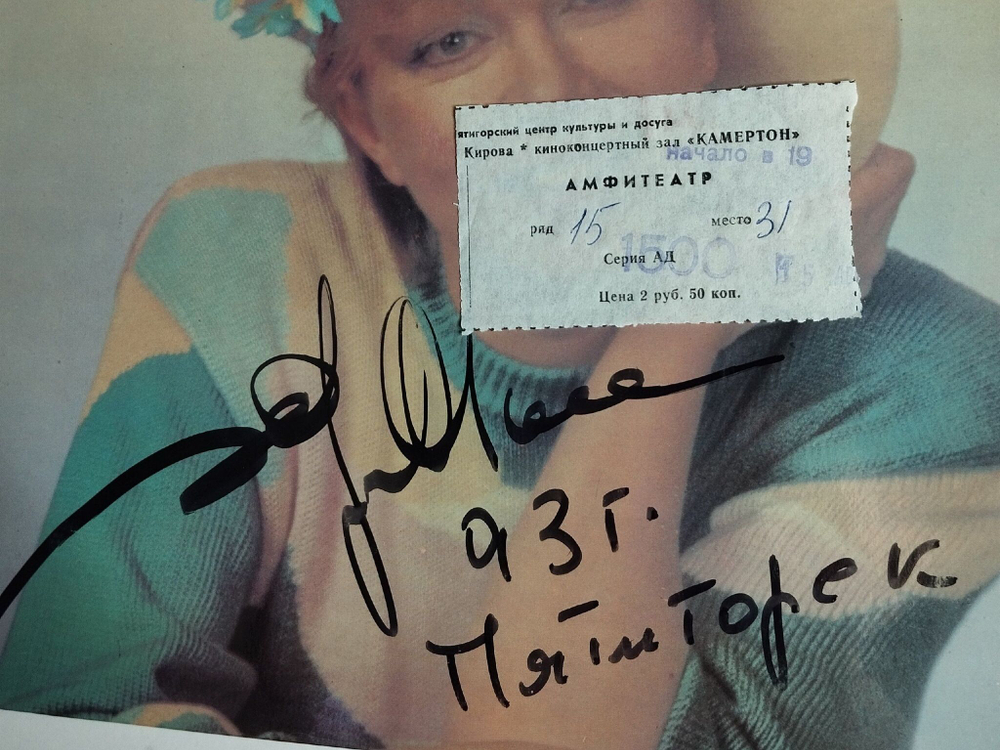 ятигорский центр культуры и досуга
Кирова * киноконцертный зал «КАМЕРТОН»
начало в 19
АМФИТЕАТР
ряд 15 место 31
1500
Серия АД
Цена 2 руб. 50 коп.
93 г.
Пятигорск